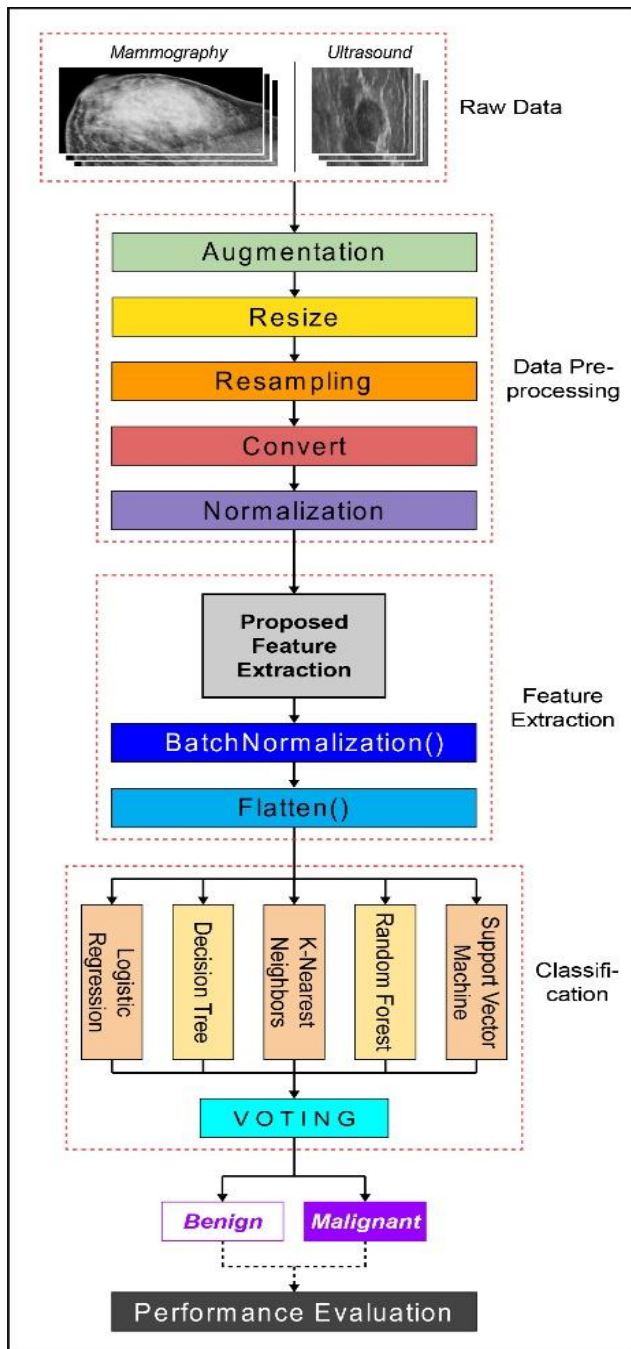 Mammography
Ultrasound
Raw Data
Augmentation
Resize
Resampling
Data Pre-
processing
Convert
Normalization
Proposed
Feature
Extraction
Feature
Extraction
BatchNormalization()
Flatten()
Logistic
Regression
Decision Tree
K-Nearest
Neighbors
Random Forest
Support Vector
Machine
Classifi-
cation
VOTING
Benign
Malignant
Performance Evaluation